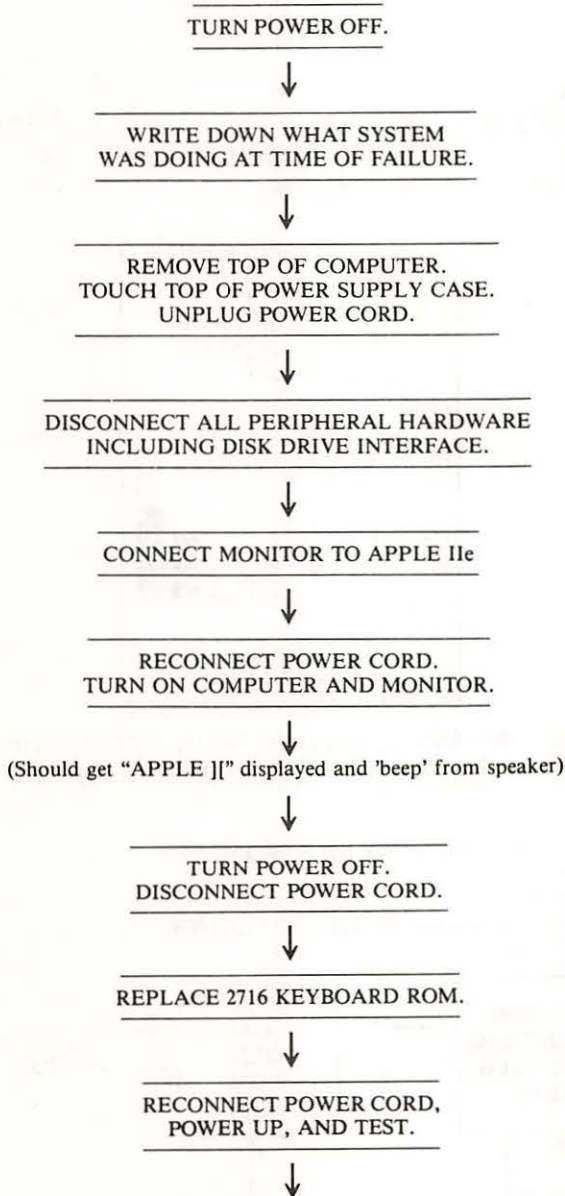 TURN POWER OFF.
WRITE DOWN WHAT SYSTEM
WAS DOING AT TIME OF FAILURE.
REMOVE TOP OF COMPUTER.
TOUCH TOP OF POWER SUPPLY CASE.
UNPLUG POWER CORD.
DISCONNECT ALL PERIPHERAL HARDWARE
INCLUDING DISK DRIVE INTERFACE.
CONNECT MONITOR TO APPLE IIe
RECONNECT POWER CORD.
TURN ON COMPUTER AND MONITOR.
(Should get “APPLE ][” displayed and 'beep' from speaker)
TURN POWER OFF.
DISCONNECT POWER CORD.
REPLACE 2716 KEYBOARD ROM.
RECONNECT POWER CORD,
POWER UP, AND TEST.